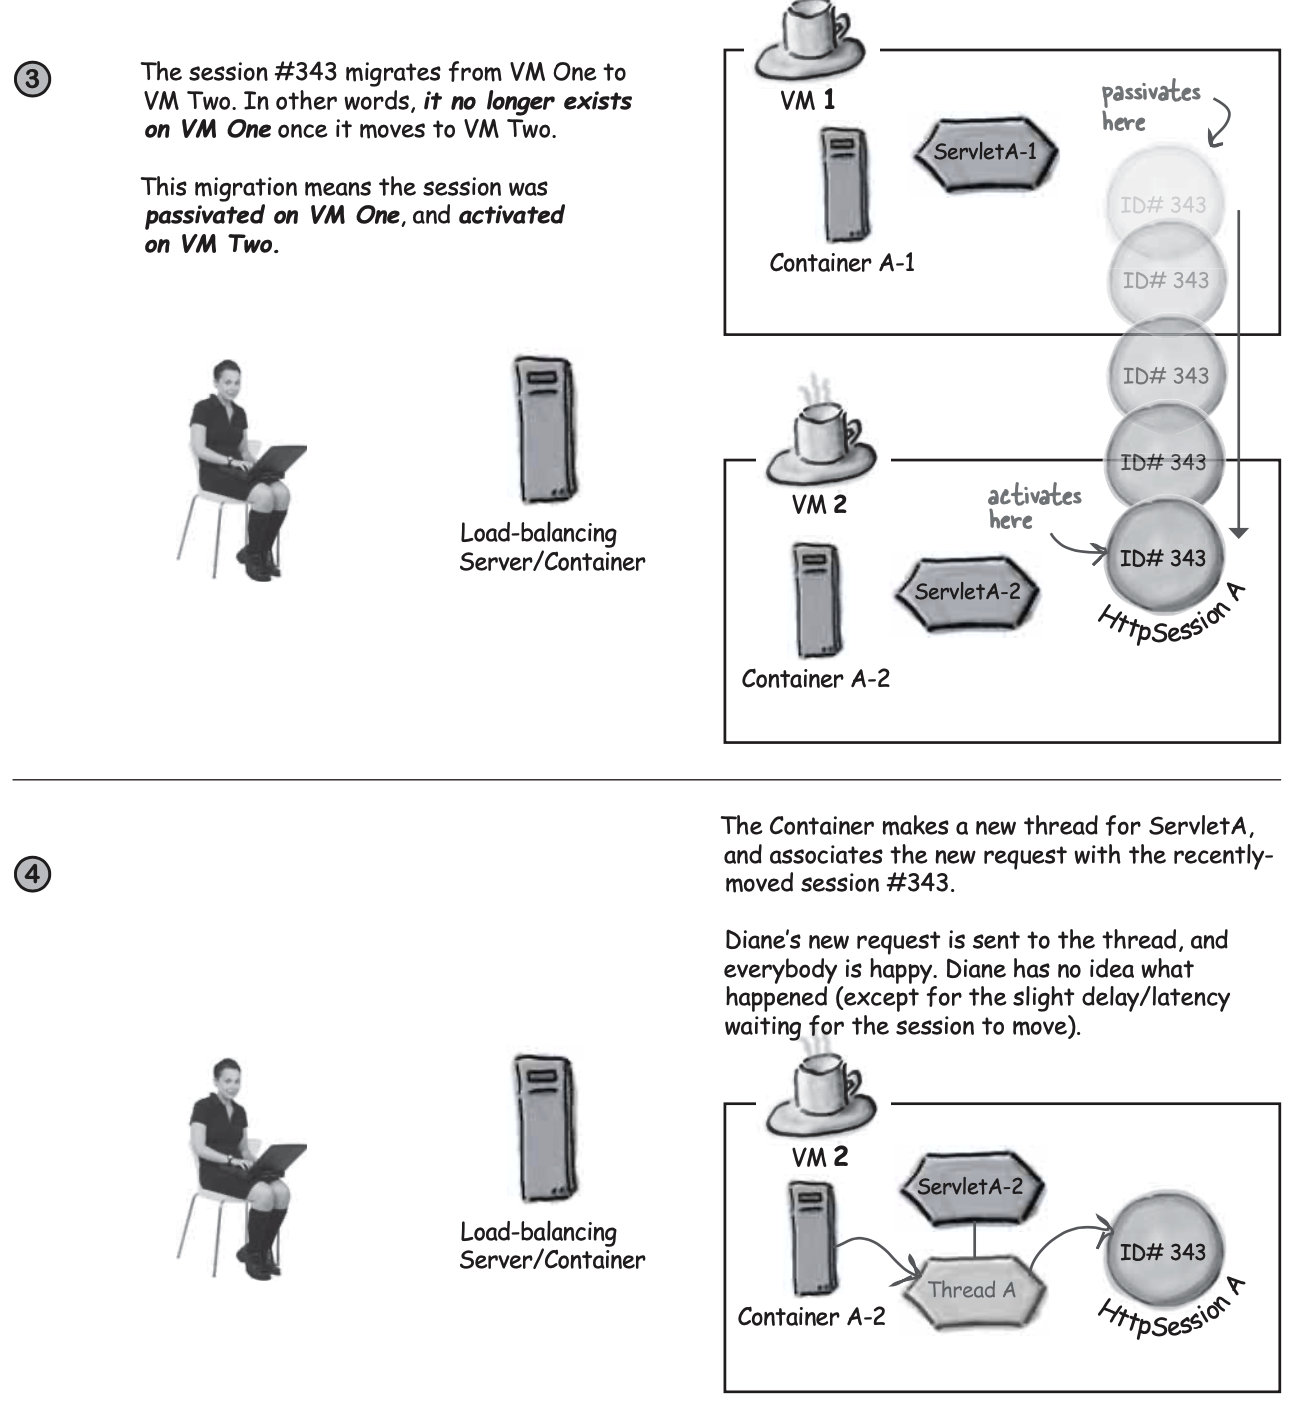 3
The session #343 migrates from VM One to
VM Two. In other words, it no longer exists
on VM One once it moves to VM Two.
This migration means the session was
passivated on VM One, and activated
on VM Two.
VM 1
passivates
here
ServletA-1
ID# 343
Container A-1
ID# 343
ID# 343
ID# 343
VM 2
activates
here
ID# 343
Load-balancing
Server/Container
ServletA-2
HttpSession A
Container A-2
4
The Container makes a new thread for ServletA,
and associates the new request with the recently-
moved session #343.
Diane's new request is sent to the thread, and
everybody is happy. Diane has no idea what
happened (except for the slight delay/latency
waiting for the session to move).
VM 2
ServletA-2
Load-balancing
Server/Container
ID# 343
Thread A
Container A-2
HttpSession A